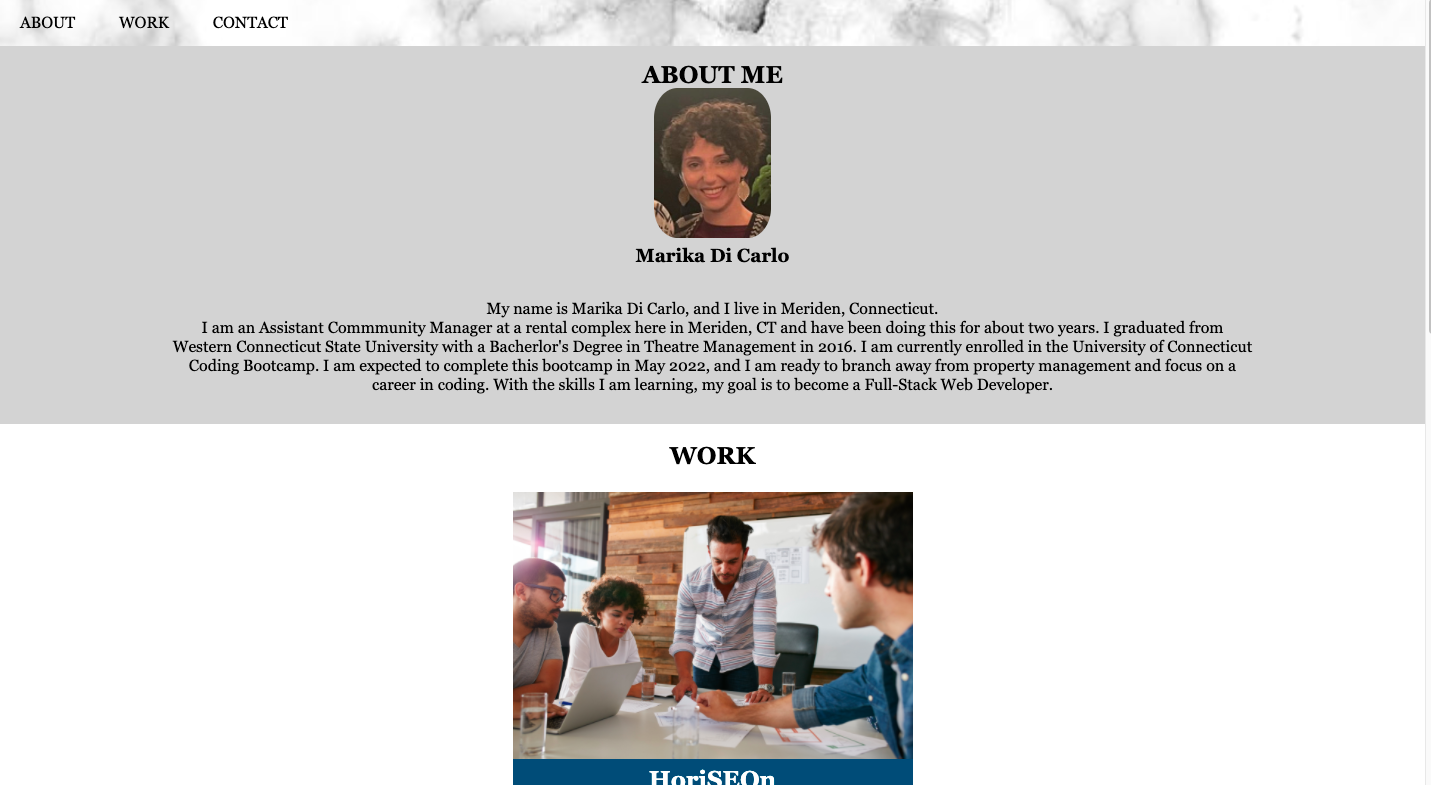 ABOUT WORK CONTACT
ABOUT ME
Marika Di Carlo
My name is Marika Di Carlo, and I live in Meriden, Connecticut.
I am an Assistant Commmunity Manager at a rental complex here in Meriden, CT and have been doing this for about two years. I graduated from
Western Connecticut State University with a Bacherlor's Degree in Theatre Management in 2016. I am currently enrolled in the University of Connecticut
Coding Bootcamp. I am expected to complete this bootcamp in May 2022, and I am ready to branch away from property management and focus on a
career in coding. With the skills I am learning, my goal is to become a Full-Stack Web Developer.
WORK
HoriSEOn